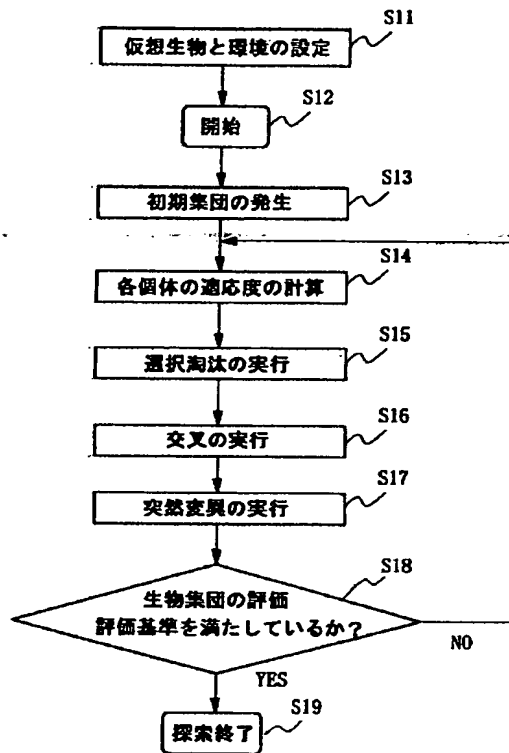 S11
仮想生物と環境の設定
S12
開始
S13
初期集団の発生
S14
各個体の適応度の計算
S15
選択淘汰の実行
S16
交叉の実行
S17
突然変異の実行
S18
生物集団の評価
評価基準を満たしているか？
NO
YES
S19
探索終了